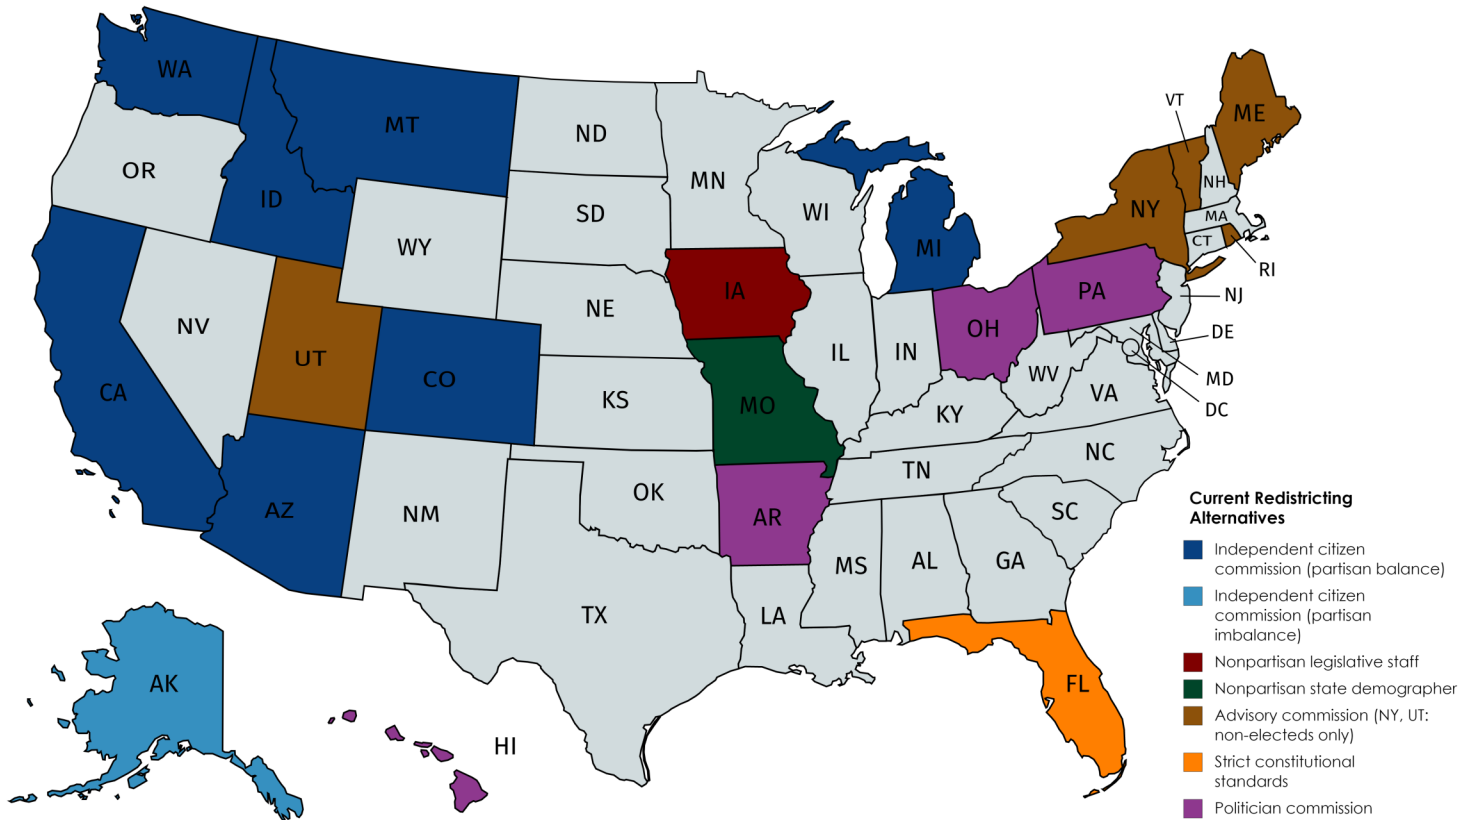 WA
MT
ND
MN
VT
ME
OR
ID
SD
WI
NH
NY
MA
WY
MI
CT
RI
IA
PA
NJ
NE
NV
OH
DE
UT
CO
IL
IN
WV
MD
CA
KS
MO
VA
DC
KY
NC
TN
OK
AZ
NM
AR
SC
MS
AL
GA
TX
LA
AK
FL
HI
Current Redistricting
Alternatives
Independent citizen
commission (partisan balance)
Independent citizen
commission (partisan
imbalance)
Nonpartisan legislative staff
Nonpartisan state demographer
Advisory commission (NY, UT:
non-electeds only)
Strict constitutional
standards
Politician commission